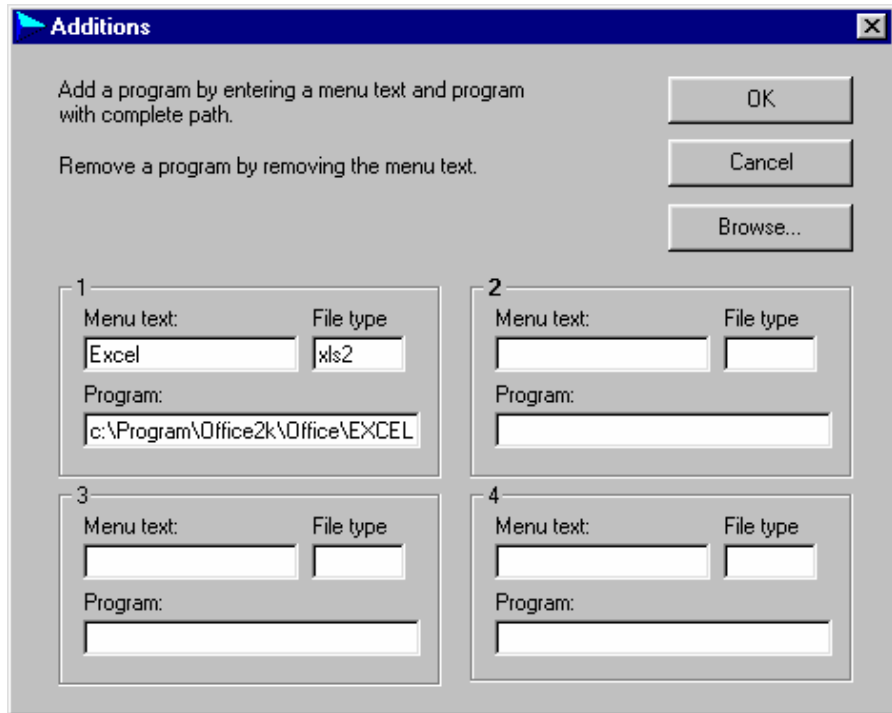 Additions
Add a program by entering a menu text and program
with complete path.
Remove a program by removing the menu text.
OK
Cancel
Browse...
1
Menu text: File type
Excel xls2
Program:
c:\Program\Office2k\Office\EXCEL
2
Menu text: File type
Program:
3
Menu text: File type
Program:
4
Menu text: File type
Program: